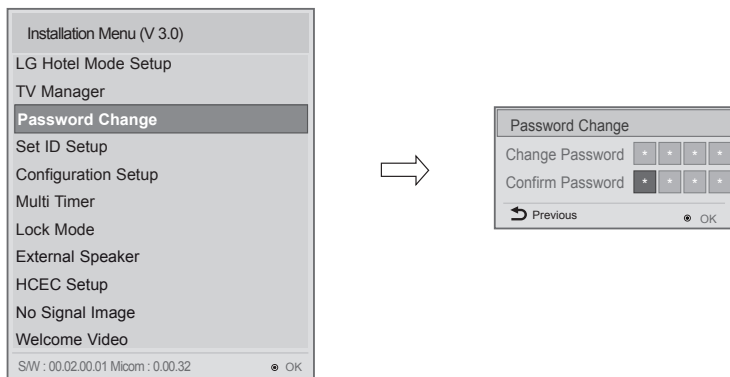 Installation Menu (V 3.0)
LG Hotel Mode Setup
TV Manager
Password Change
Set ID Setup
Configuration Setup
Multi Timer
Lock Mode
External Speaker
HCEC Setup
No Signal Image
Welcome Video
S/W : 00.02.00.01 Micom : 0.00.32 OK
Password Change
Change Password * * * *
Confirm Password * * * *
Previous OK